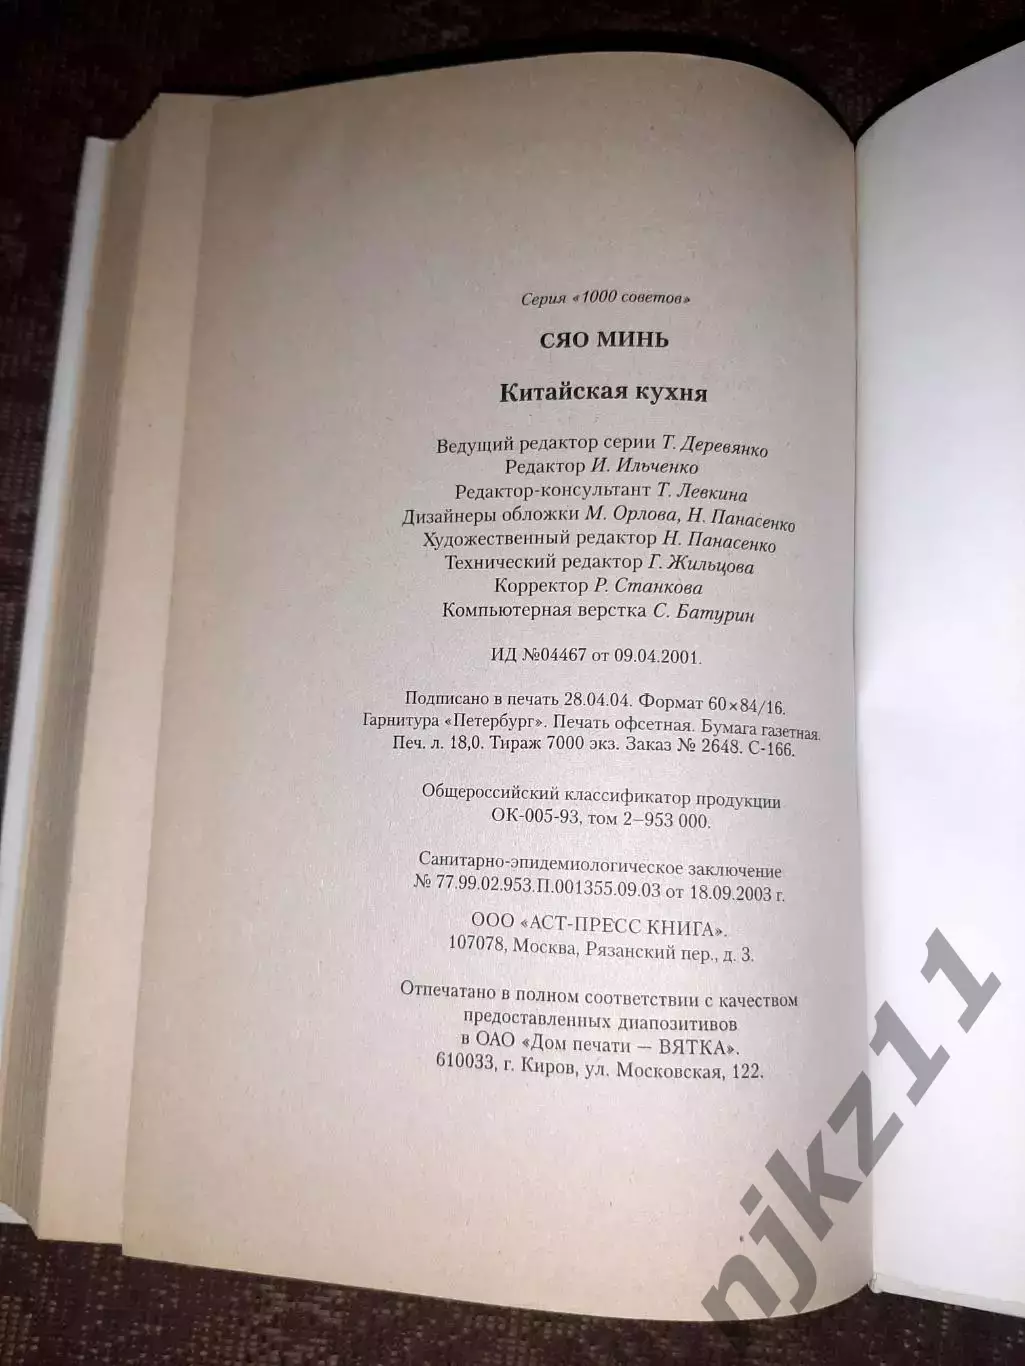 Серия «1000 советов»
СЯО МИНЬ
Китайская кухня
Ведущий редактор серии Т. Деревянко
Редактор И. Ильченко
Редактор-консультант Т. Левкина
Дизайнеры обложки М. Орлова, Н. Панасенко
Художественный редактор Н. Панасенко
Технический редактор Г. Жильцова
Корректор Р. Станкова
Компьютерная верстка С. Батурин
ИД №04467 от 09.04.2001.
Подписано в печать 28.04.04. Формат 60×84/16.
Гарнитура «Петербург». Печать офсетная. Бумага газетная.
Печ. л. 18,0. Тираж 7000 экз. Заказ № 2648. С-166.
Общероссийский классификатор продукции
ОК-005-93, том 2–953 000.
Санитарно-эпидемиологическое заключение
№ 77.99.02.953.П.001355.09.03 от 18.09.2003 г.
ООО «АСТ-ПРЕСС КНИГА».
107078, Москва, Рязанский пер., д. 3.
Отпечатано в полном соответствии с качеством
предоставленных диапозитивов
в ОАО «Дом печати — ВЯТКА».
610033, г. Киров, ул. Московская, 122.
njkz11